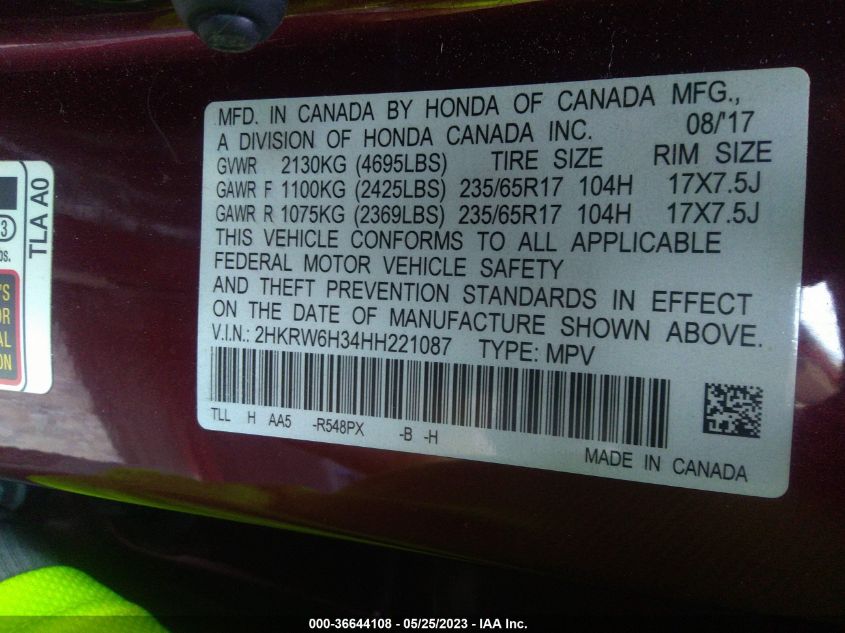 MFD. IN CANADA BY HONDA OF CANADA MFG.,
A DIVISION OF HONDA CANADA INC. 08/'17
GVWR 2130KG (4695LBS) TIRE SIZE RIM SIZE
GAWR F 1100KG (2425LBS) 235/65R17 104H 17X7.5J
GAWR R 1075KG (2369LBS) 235/65R17 104H 17X7.5J
THIS VEHICLE CONFORMS TO ALL APPLICABLE
FEDERAL MOTOR VEHICLE SAFETY
AND THEFT PREVENTION STANDARDS IN EFFECT
ON THE DATE OF MANUFACTURE SHOWN ABOVE.
V.I.N.: 2HKRW6H34HH221087 TYPE: MPV
TLL H AA5 -R548PX -B -H
MADE IN CANADA
TLA A0
000-36644108 - 05/25/2023 - IAA Inc.